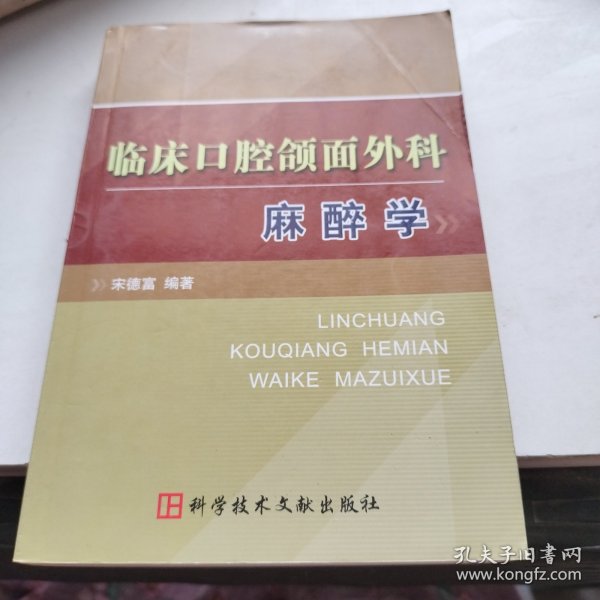 临床口腔颌面外科
麻醉学
宋德富 编著
LINCHUANG
KOUQIANG HEMIAN
WAIKE MAZUIXUE
科学技术文献出版社
孔夫子旧书网
www.kongfz.com